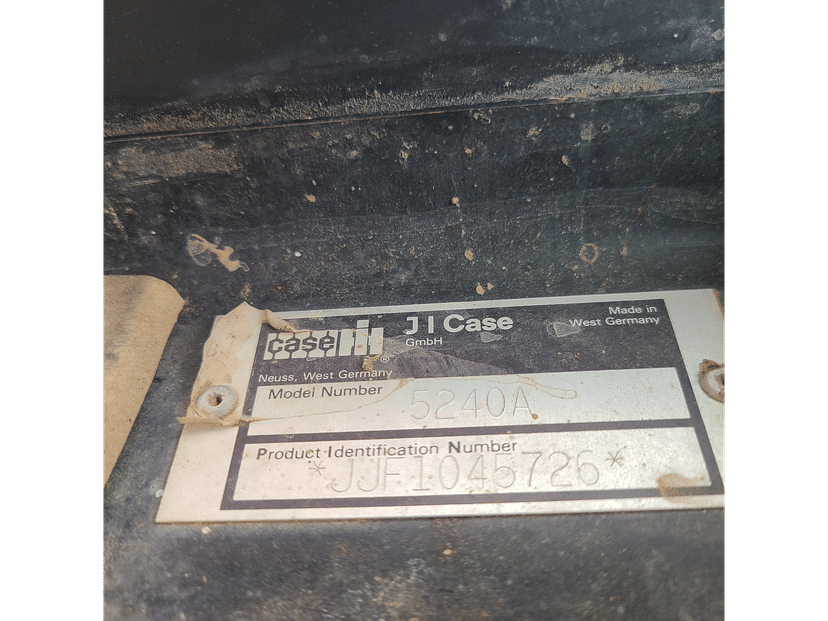 CASE IH ®
J I Case
GmbH
Made in
West Germany
Neuss, West Germany
Model Number
5240A
Product Identification Number
*JJF1045726*